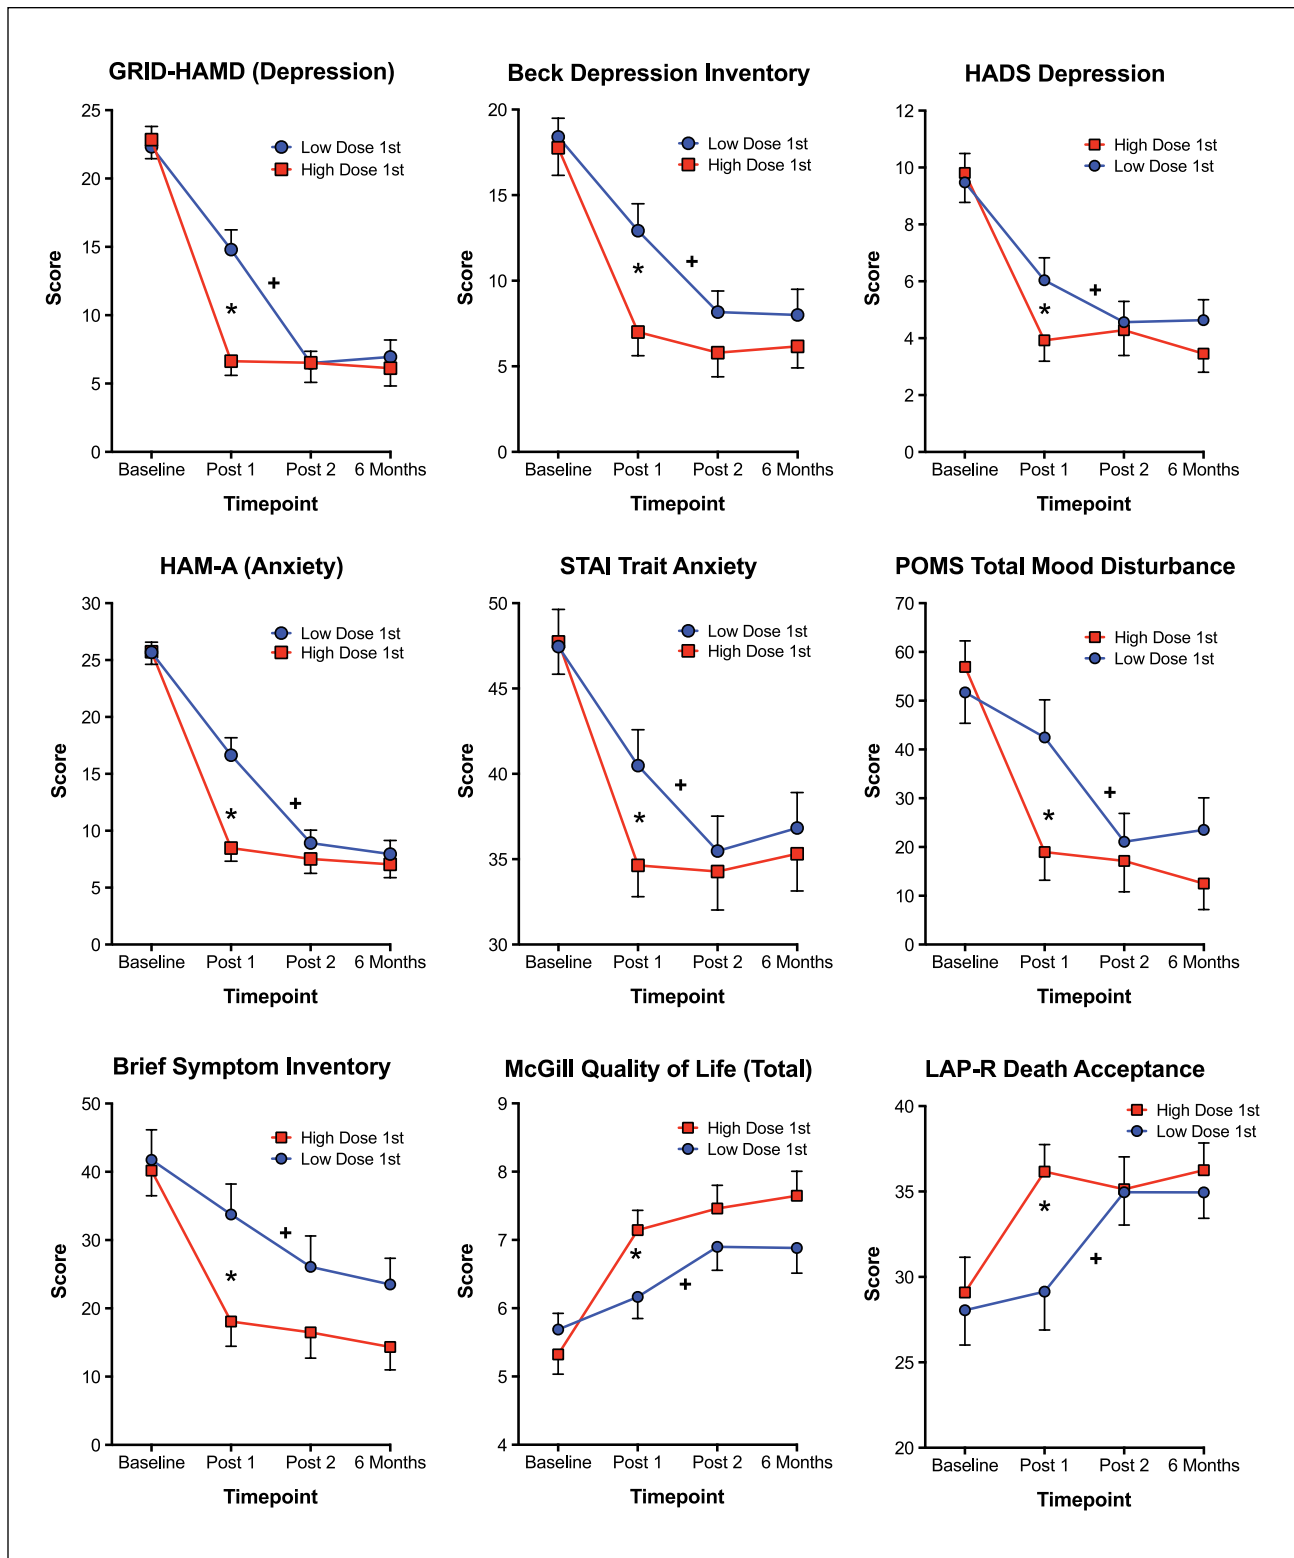 GRID-HAMD (Depression)
25
20
15
10
5
0
Score
Low Dose 1st
High Dose 1st
*
+
Baseline Post 1 Post 2 6 Months
Timepoint
Beck Depression Inventory
20
15
10
5
0
Score
Low Dose 1st
High Dose 1st
*
+
Baseline Post 1 Post 2 6 Months
Timepoint
HADS Depression
12
10
8
6
4
2
0
Score
High Dose 1st
Low Dose 1st
*
+
Baseline Post 1 Post 2 6 Months
Timepoint
HAM-A (Anxiety)
30
25
20
15
10
5
0
Score
Low Dose 1st
High Dose 1st
*
+
Baseline Post 1 Post 2 6 Months
Timepoint
STAI Trait Anxiety
50
45
40
35
30
Score
Low Dose 1st
High Dose 1st
*
+
Baseline Post 1 Post 2 6 Months
Timepoint
POMS Total Mood Disturbance
70
60
50
40
30
20
10
0
Score
High Dose 1st
Low Dose 1st
*
+
Baseline Post 1 Post 2 6 Months
Timepoint
Brief Symptom Inventory
50
40
30
20
10
0
Score
High Dose 1st
Low Dose 1st
*
+
Baseline Post 1 Post 2 6 Months
Timepoint
McGill Quality of Life (Total)
9
8
7
6
5
4
Score
High Dose 1st
Low Dose 1st
*
+
Baseline Post 1 Post 2 6 Months
Timepoint
LAP-R Death Acceptance
40
35
30
25
20
Score
High Dose 1st
Low Dose 1st
*
+
Baseline Post 1 Post 2 6 Months
Timepoint